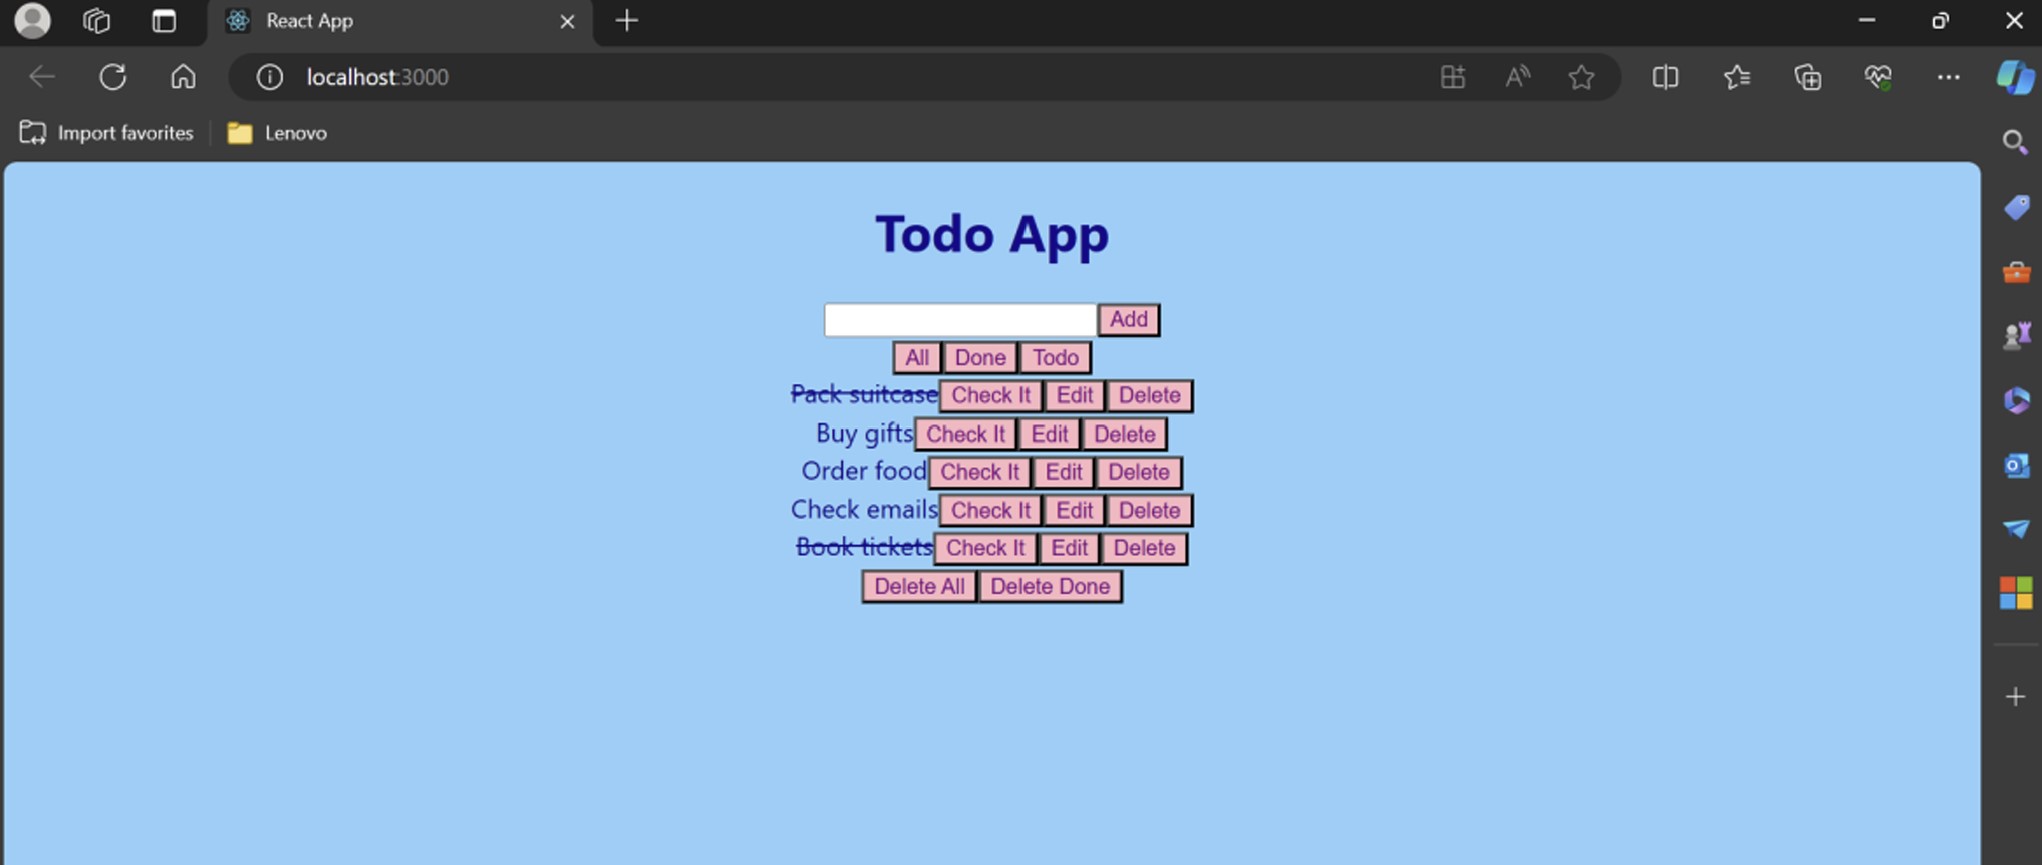 React App
localhost:3000
Import favorites Lenovo
Todo App
Add
All Done Todo
Pack suitcase Check It Edit Delete
Buy gifts Check It Edit Delete
Order food Check It Edit Delete
Check emails Check It Edit Delete
Book tickets Check It Edit Delete
Delete All Delete Done